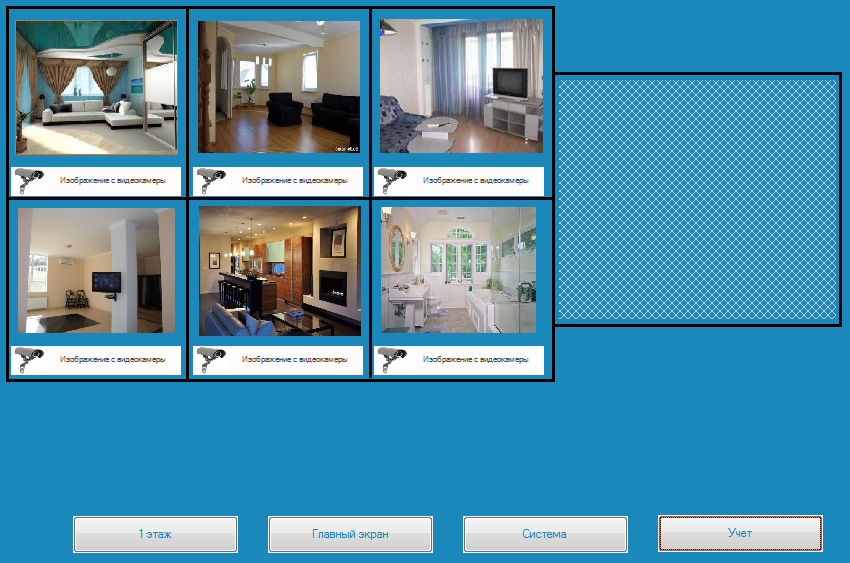 Изображение с видеокамеры
Изображение с видеокамеры
Изображение с видеокамеры
Изображение с видеокамеры
Изображение с видеокамеры
Изображение с видеокамеры
1 этаж
Главный экран
Система
Учет